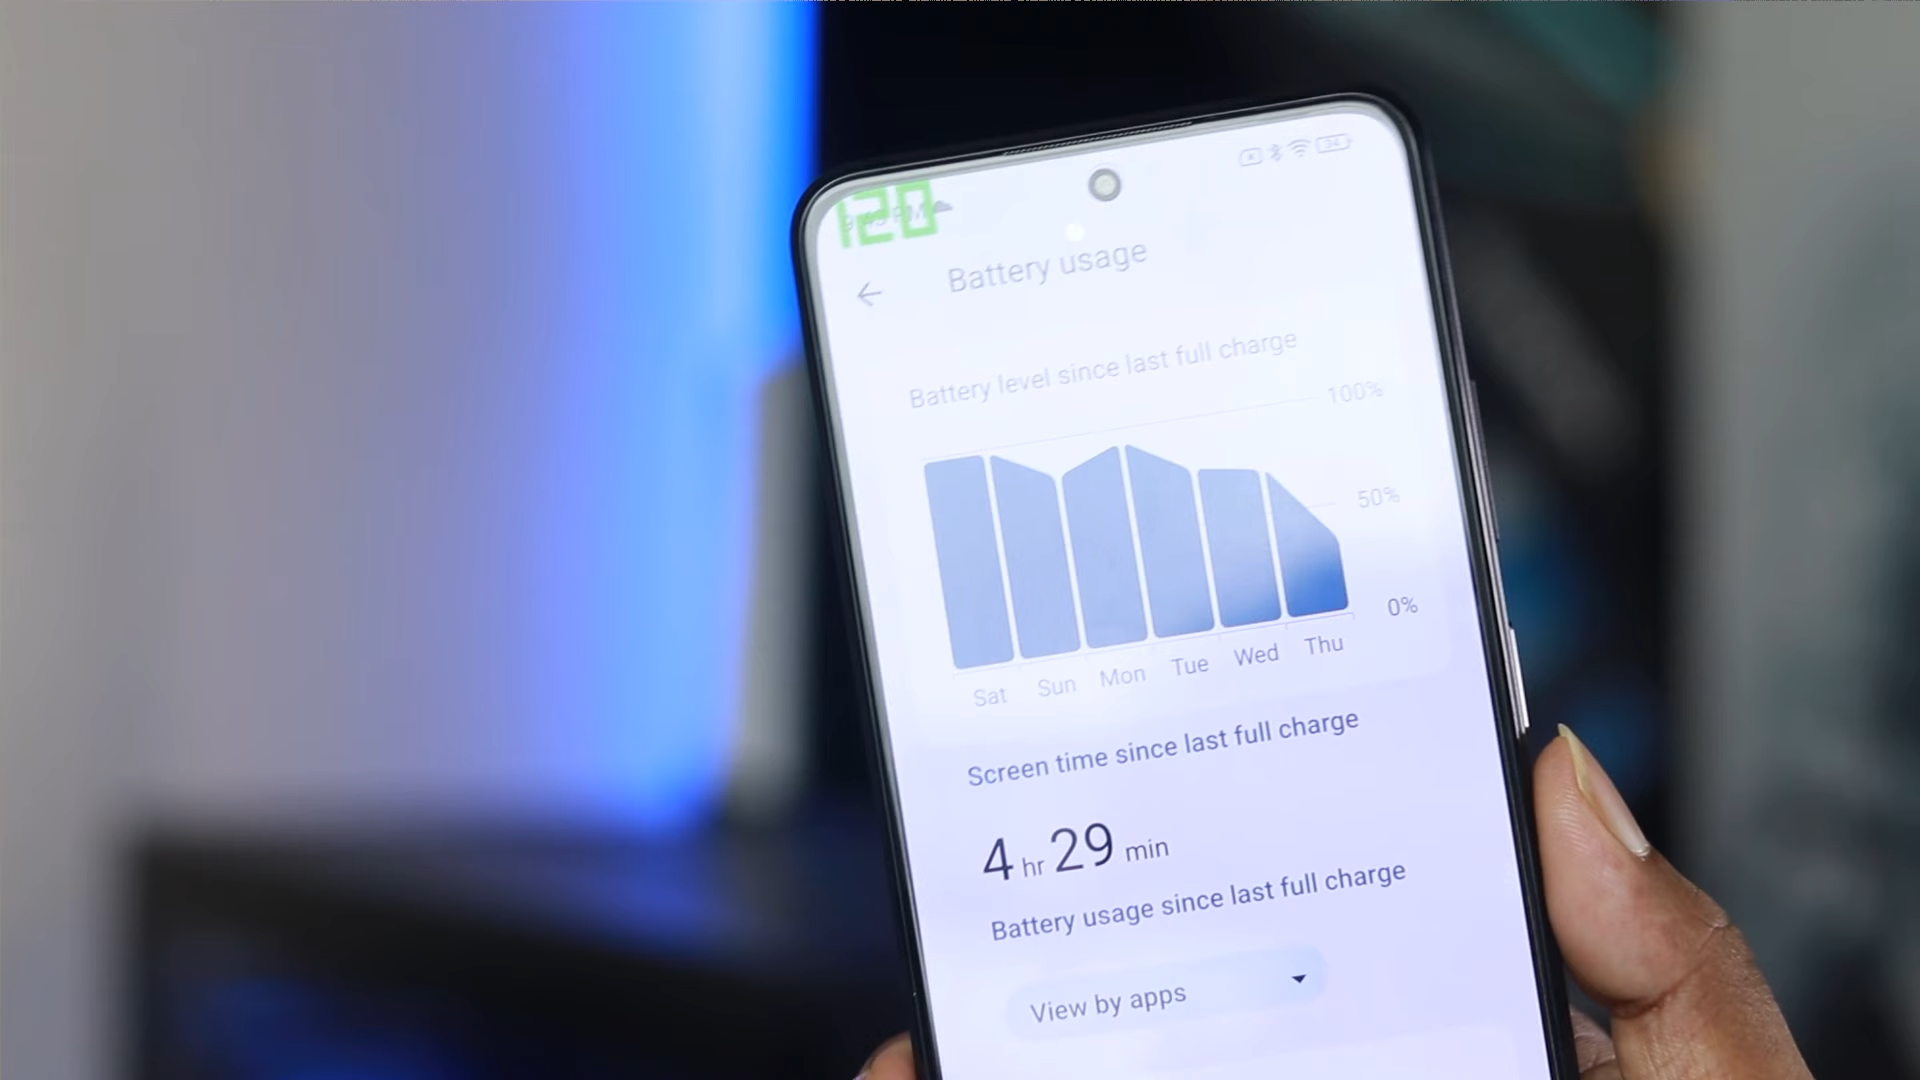 120
34
Battery usage
Battery level since last full charge
100%
50%
0%
Sat Sun Mon Tue Wed Thu
Screen time since last full charge
4 hr 29 min
Battery usage since last full charge
View by apps